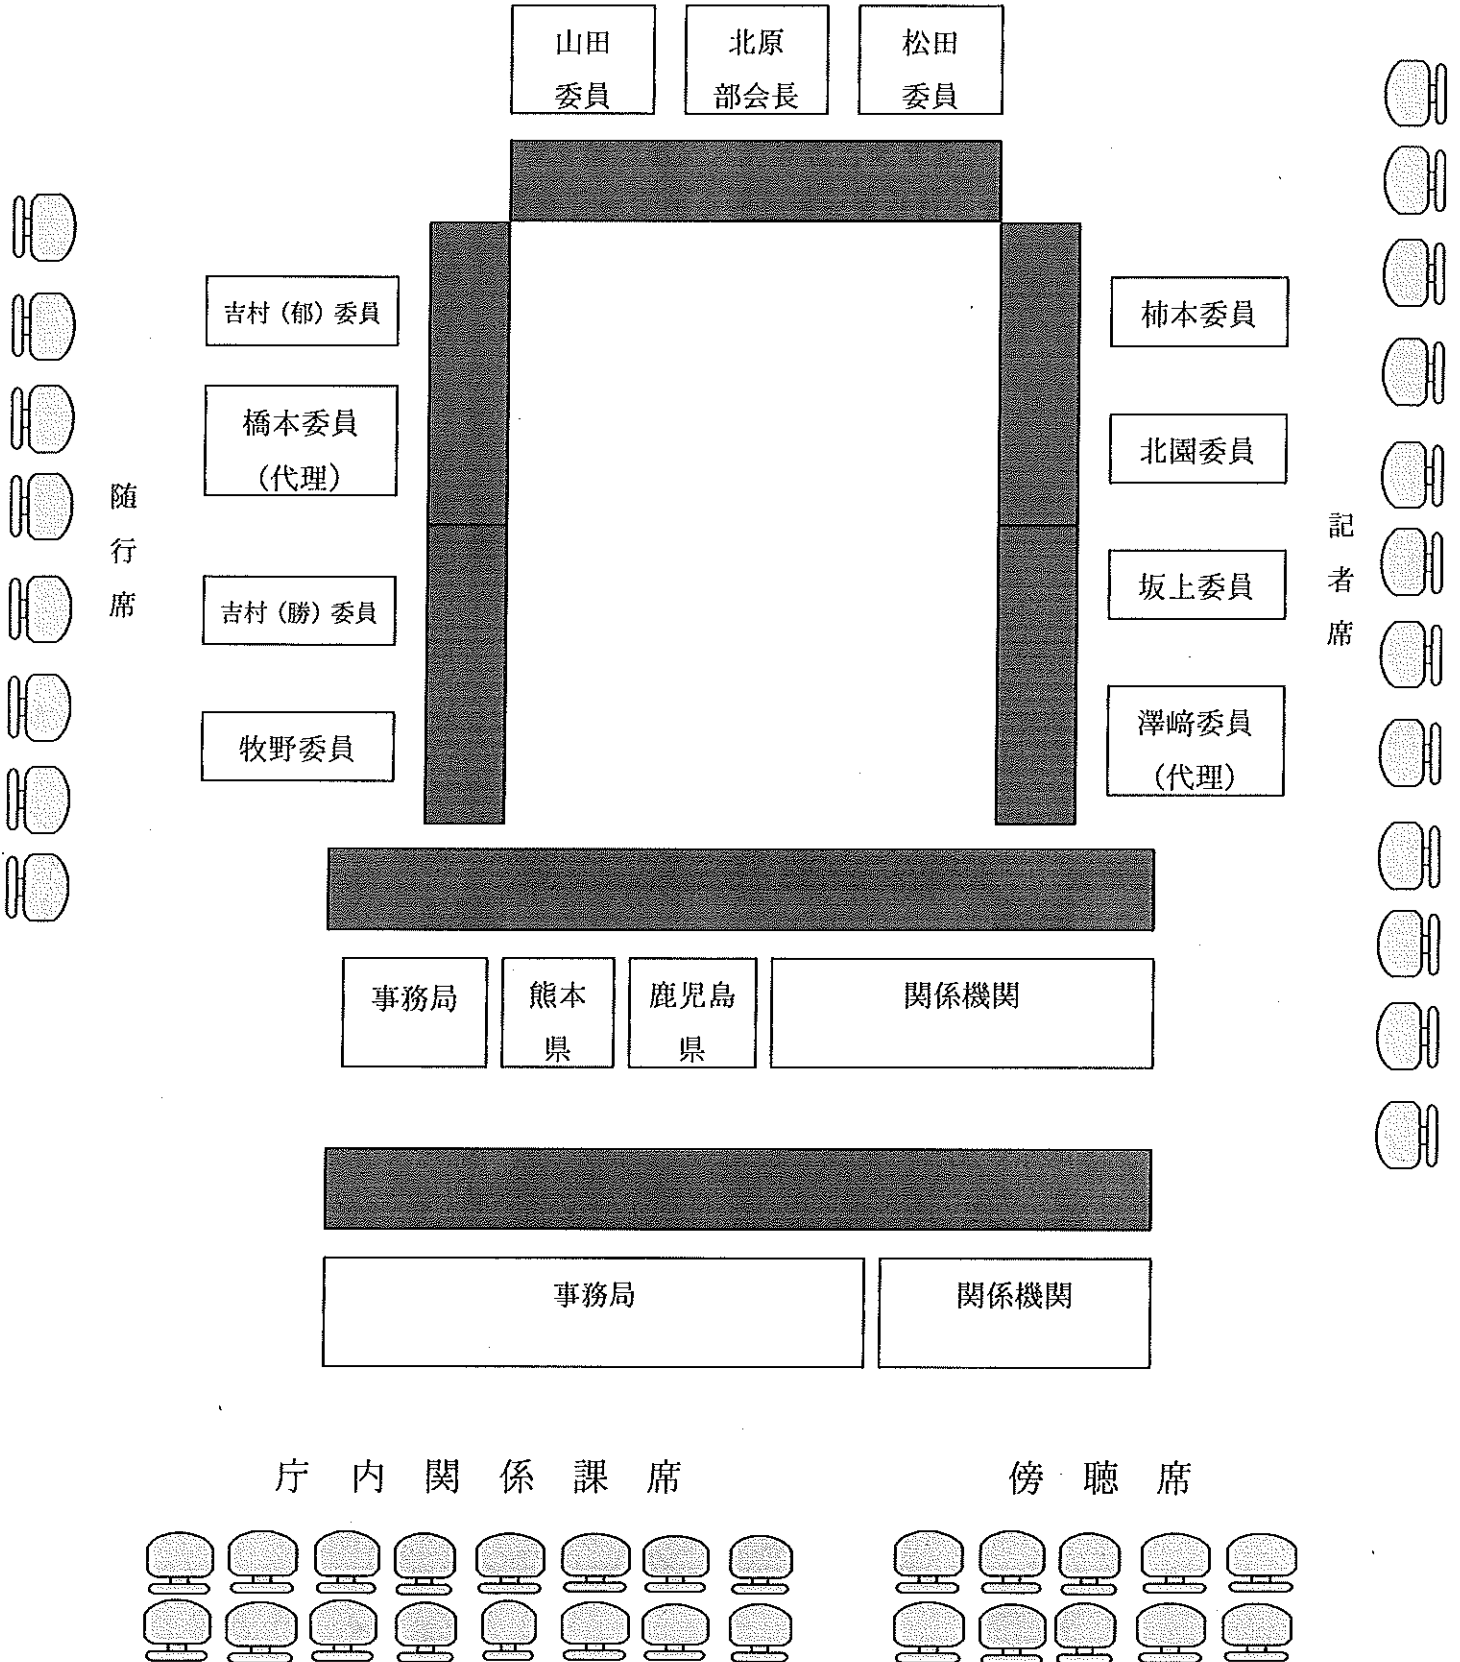 山田
委員
北原
部会長
松田
委員
吉村（郁）委員
橋本委員
（代理）
吉村（勝）委員
牧野委員
随行席
柿本委員
北園委員
坂上委員
澤﨑委員
（代理）
記者席
事務局
熊本
県
鹿児島
県
関係機関
事務局
関係機関
庁内関係課席
傍聴席